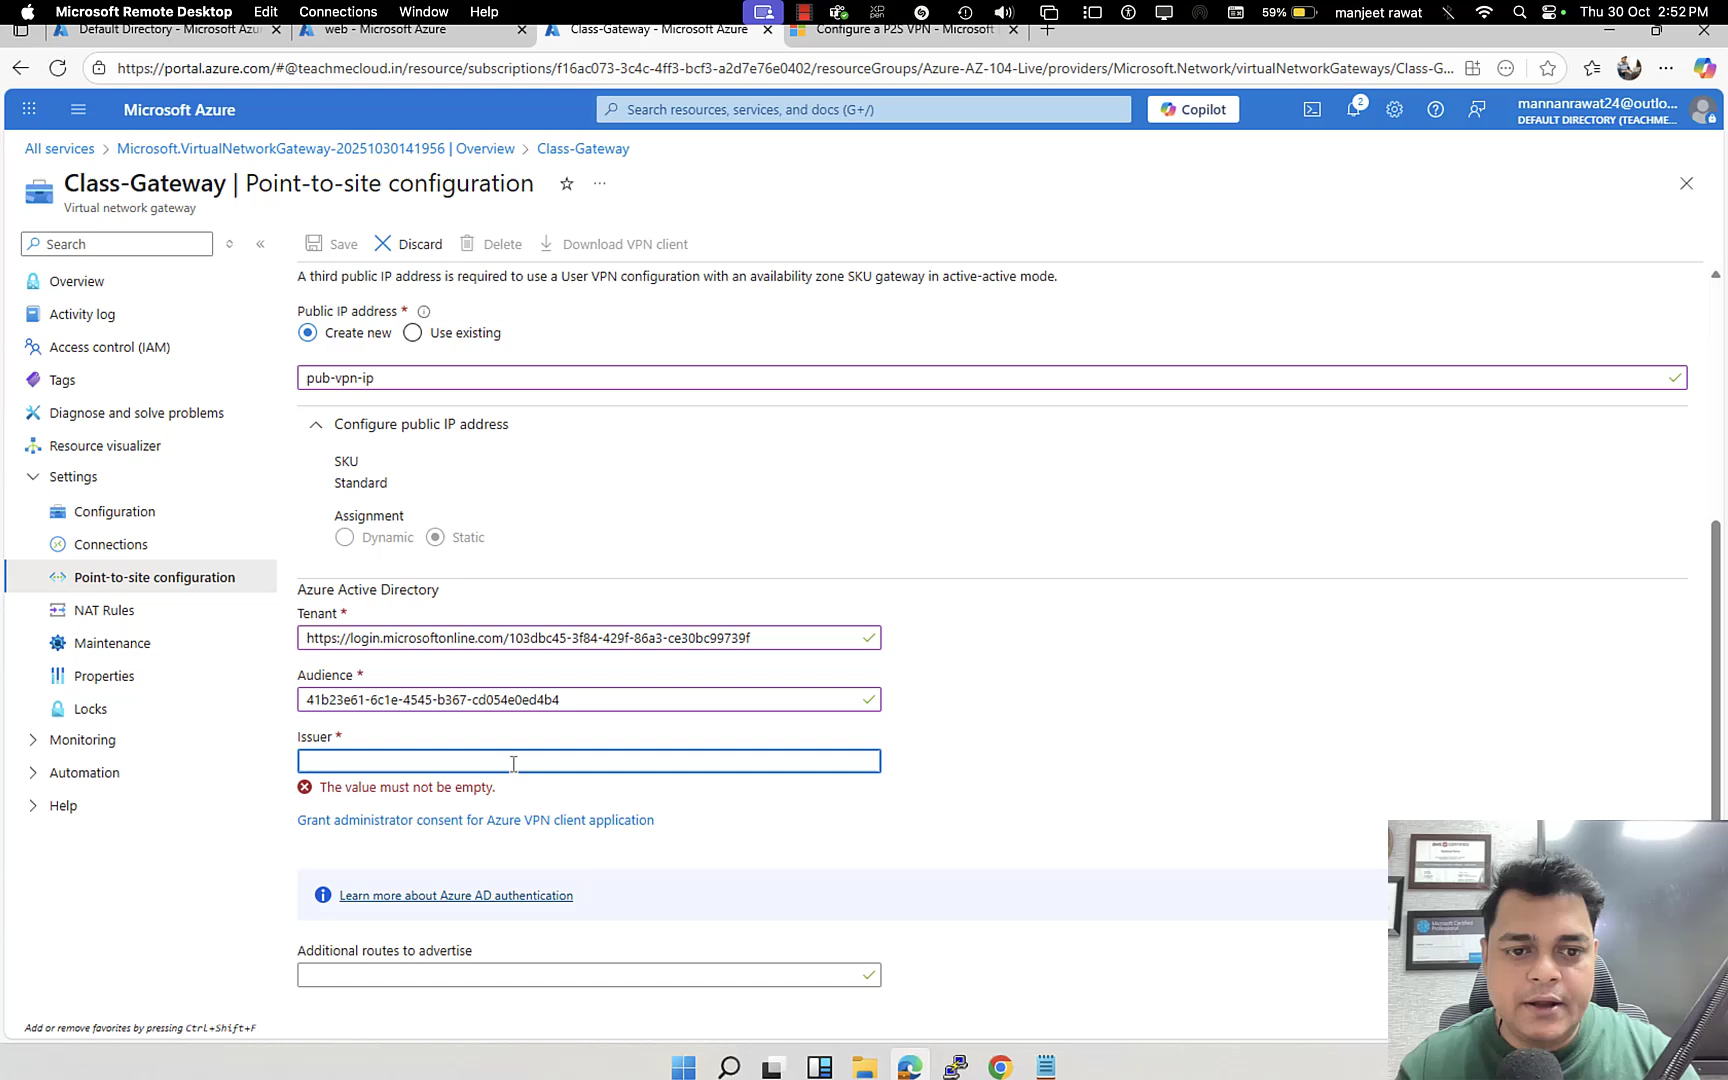 Microsoft Remote Desktop Edit Connections Window Help 59% manjeet rawat Thu 30 Oct 2:52 PM
Default Directory - Microsoft Azur web - Microsoft Azure Class-Gateway - Microsoft Azure Configure a P2S VPN - Microsoft
https://portal.azure.com/#@teachmecloud.in/resource/subscriptions/f16ac073-3c4c-4ff3-bcf3-a2d7e76e0402/resourceGroups/Azure-AZ-104-Live/providers/Microsoft.Network/virtualNetworkGateways/Class-G...
Microsoft Azure
Search resources, services, and docs (G+/)
Copilot
2
mannanrawat24@outlo...
DEFAULT DIRECTORY (TEACHME...
All services > Microsoft.VirtualNetworkGateway-20251030141956 | Overview > Class-Gateway
Class-Gateway | Point-to-site configuration
Virtual network gateway
Search
Save Discard Delete Download VPN client
Overview
Activity log
Access control (IAM)
Tags
Diagnose and solve problems
Resource visualizer
Settings
Configuration
Connections
Point-to-site configuration
NAT Rules
Maintenance
Properties
Locks
Monitoring
Automation
Help
Add or remove favorites by pressing Ctrl+Shift+F
A third public IP address is required to use a User VPN configuration with an availability zone SKU gateway in active-active mode.
Public IP address *
Create new Use existing
pub-vpn-ip
Configure public IP address
SKU
Standard
Assignment
Dynamic Static
Azure Active Directory
Tenant *
https://login.microsoftonline.com/103dbc45-3f84-429f-86a3-ce30bc99739f
Audience *
41b23e61-6c1e-4545-b367-cd054e0ed4b4
Issuer *
The value must not be empty.
Grant administrator consent for Azure VPN client application
Learn more about Azure AD authentication
Additional routes to advertise